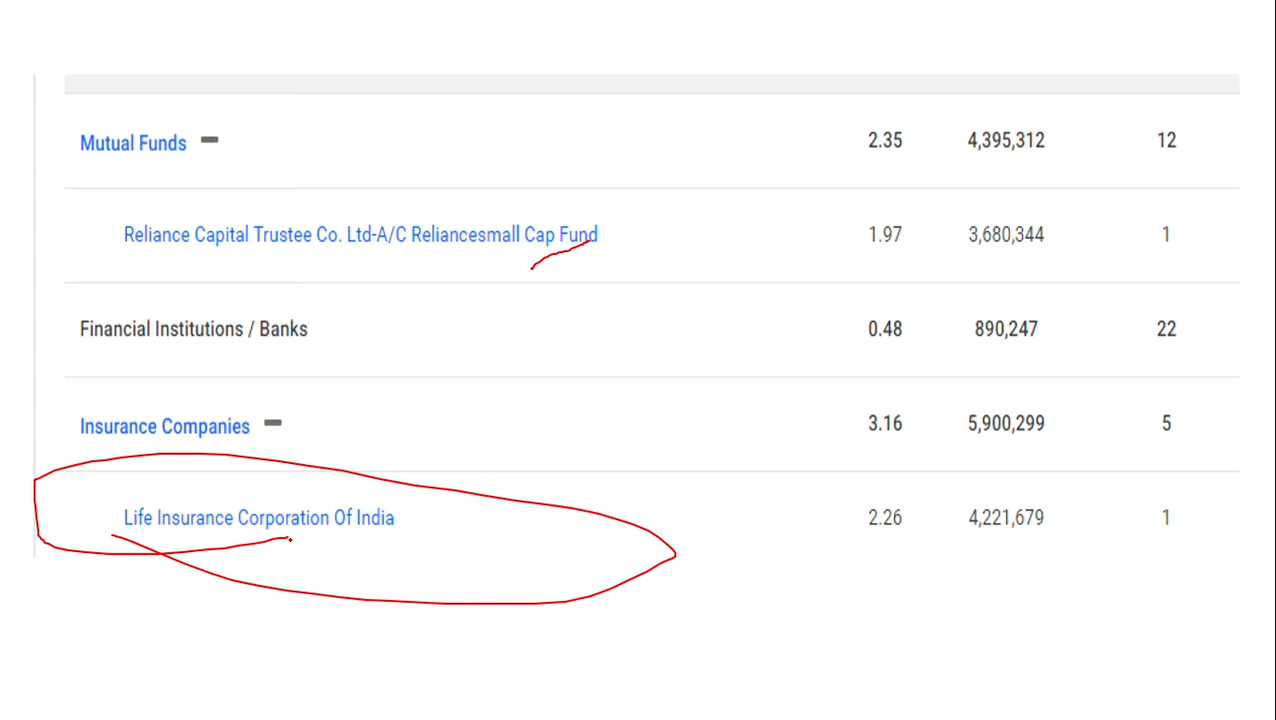 Mutual Funds 2.35 4,395,312 12
Reliance Capital Trustee Co. Ltd-A/C Reliancesmall Cap Fund 1.97 3,680,344 1
Financial Institutions / Banks 0.48 890,247 22
Insurance Companies 3.16 5,900,299 5
Life Insurance Corporation Of India 2.26 4,221,679 1